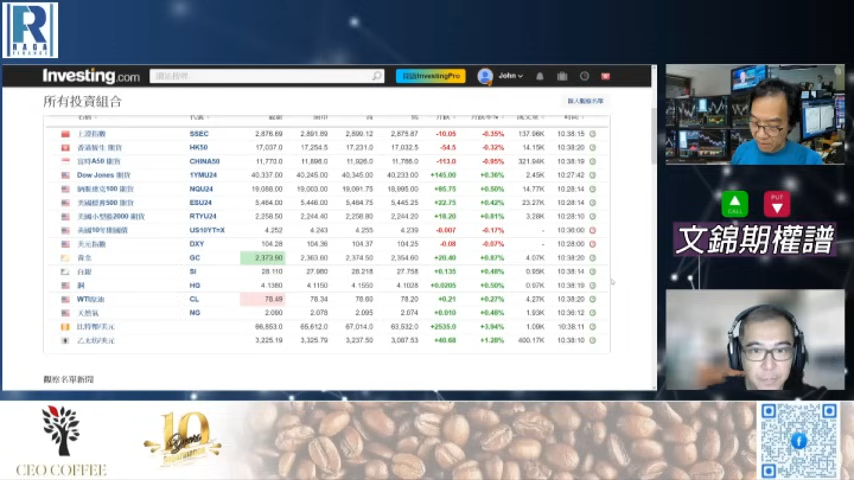 R
RAGA
FINANCE
Investing.com
John
所有投資組合
上證指數 SSEC 2,876.89 2,891.89 2,899.12 2,875.87 -10.05 -0.35% 137.96K 10:38:15
香港恒生 期貨 HK50 17,037.0 17,254.5 17,231.0 17,032.5 -54.5 -0.32% 14.15K 10:38:20
富時A50 期貨 CHINA50 11,770.0 11,898.0 11,926.0 11,766.0 -113.0 -0.95% 321.94K 10:38:19
Dow Jones 期貨 1YMU24 40,337.00 40,245.00 40,345.00 40,233.00 +145.00 +0.36% 2.45K 10:27:42
納斯達克100 期貨 NQU24 19,088.00 19,003.00 19,091.75 18,995.00 +95.75 +0.50% 14.77K 10:28:14
美國標普500 期貨 ESU24 5,464.00 5,446.00 5,464.75 5,445.25 +22.75 +0.42% 23.27K 10:28:14
美國小型股2000 期貨 RTYU24 2,258.50 2,244.40 2,258.80 2,244.20 +18.20 +0.81% 3.28K 10:28:10
美國10年期國債 US10YT=X 4.252 4.243 4.255 4.239 -0.007 -0.17% - 10:36:00
美元指數 DXY 104.28 104.36 104.37 104.25 -0.08 -0.07% - 10:28:00
黃金 GC 2,373.90 2,363.60 2,374.50 2,354.60 +20.40 +0.87% 4.07K 10:38:20
白銀 SI 28.110 27.980 28.218 27.758 +0.135 +0.48% 0.95K 10:38:14
銅 HG 4.1380 4.1150 4.1550 4.1028 +0.0205 +0.50% 0.97K 10:38:19
WTI原油 CL 78.49 78.34 78.60 78.20 +0.21 +0.27% 4.27K 10:38:20
天然氣 NG 2.090 2.078 2.095 2.074 +0.010 +0.48% 1.93K 10:36:12
比特幣/美元 66,853.0 65,612.0 67,014.0 63,532.0 +2535.0 +3.94% 1.09K 10:38:11
乙太坊/美元 3,225.19 3,325.79 3,237.50 3,087.53 +40.68 +1.28% 400.17K 10:38:10
觀察名單新聞
CALL
PUT
文錦期權譜
CEO COFFEE
10
Years